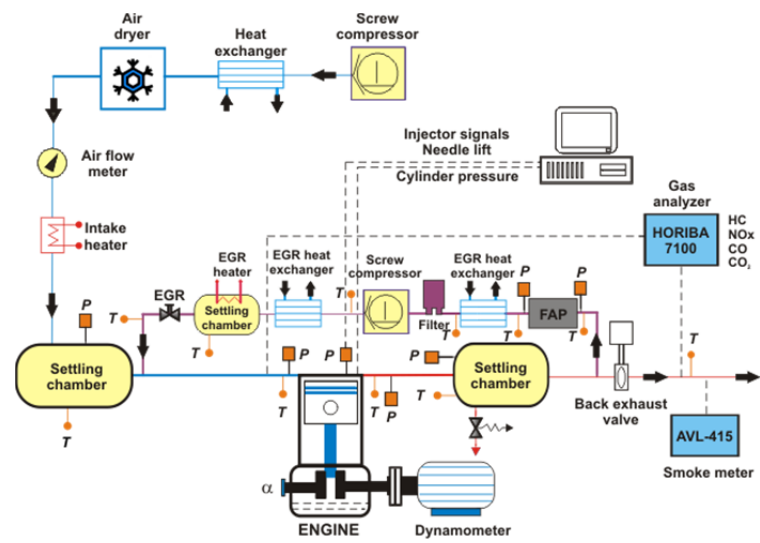 Air
dryer
Heat
exchanger
Screw
compressor
Injector signals
Needle lift
Cylinder pressure
Air flow
meter
Gas
analyzer
HORIBA
7100
HC
NOx
CO
CO₂
Intake
heater
EGR
heater
EGR heat
exchanger
Screw
compressor
EGR heat
exchanger
P
P
P
T
EGR
Settling
chamber
T
T
Filter
T
T
FAP
T
T
Settling
chamber
T
P
T
P
T
P
P
T
Settling
chamber
Back exhaust
valve
AVL-415
Smoke meter
α
ENGINE
Dynamometer